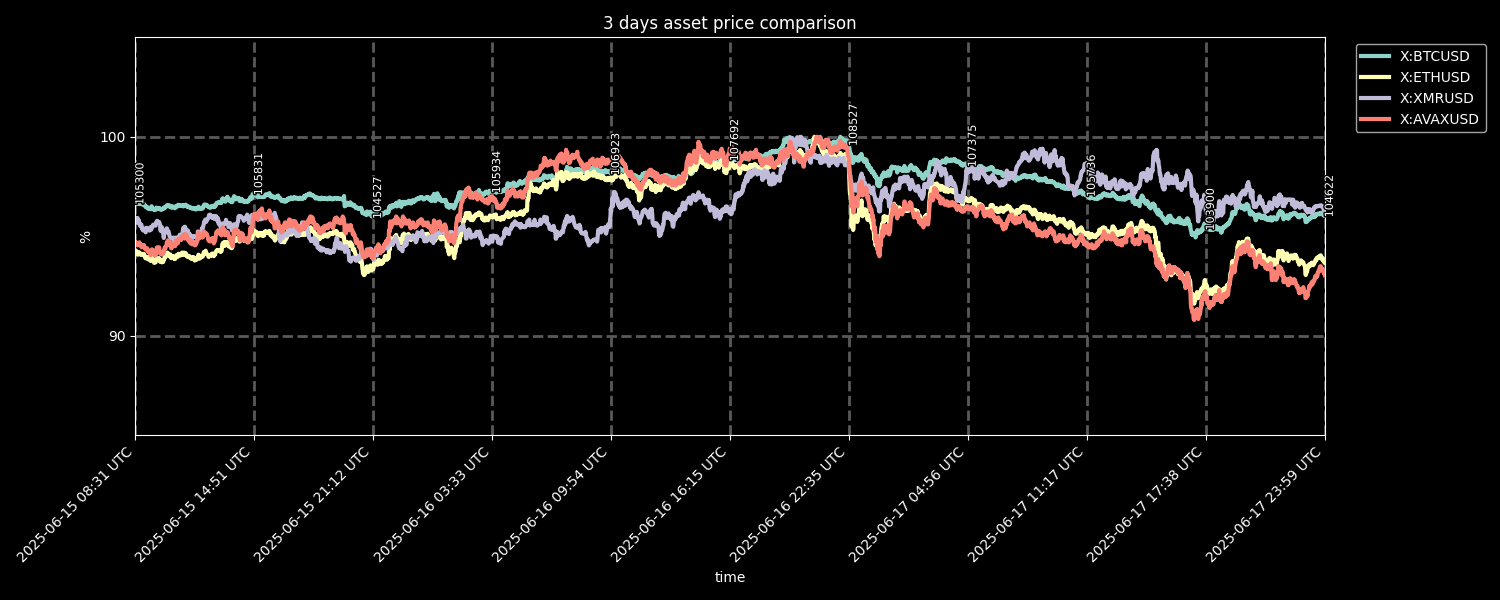 3 days asset price comparison
X:BTCUSD
X:ETHUSD
X:XMRUSD
X:AVAXUSD
100
90
%
105300
105831
104527
105934
106923
107692
108527
107375
105736
103900
104622
2025-06-15 08:31 UTC
2025-06-15 14:51 UTC
2025-06-15 21:12 UTC
2025-06-16 03:33 UTC
2025-06-16 09:54 UTC
2025-06-16 16:15 UTC
2025-06-16 22:35 UTC
2025-06-17 04:56 UTC
2025-06-17 11:17 UTC
2025-06-17 17:38 UTC
2025-06-17 23:59 UTC
time